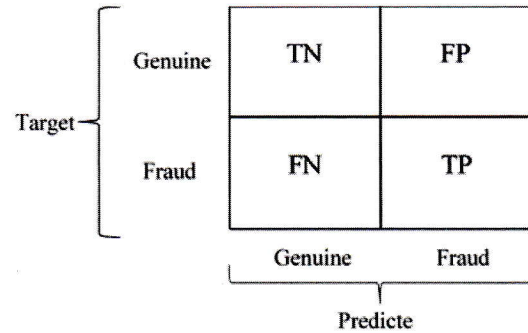 Genuine TN FP
Target
Fraud FN TP
Genuine Fraud
Predicte